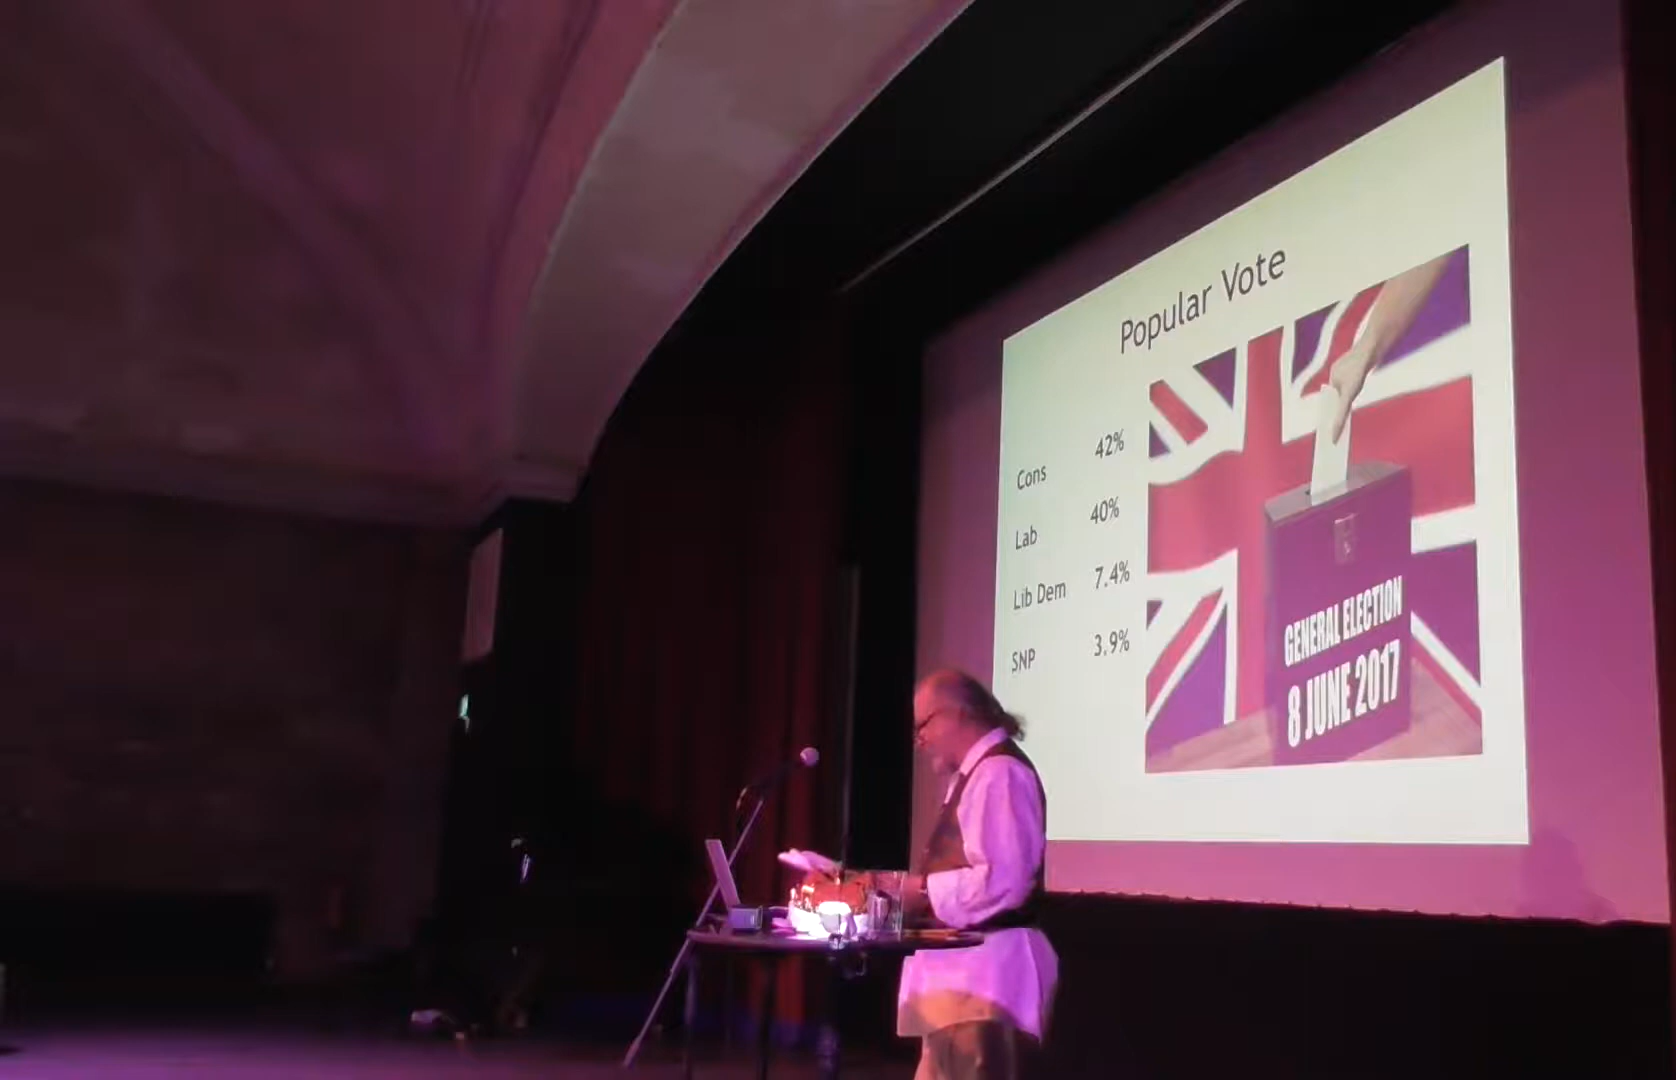 Popular Vote
Cons 42%
Lab 40%
Lib Dem 7.4%
SNP 3.9%
GENERAL ELECTION
8 JUNE 2017